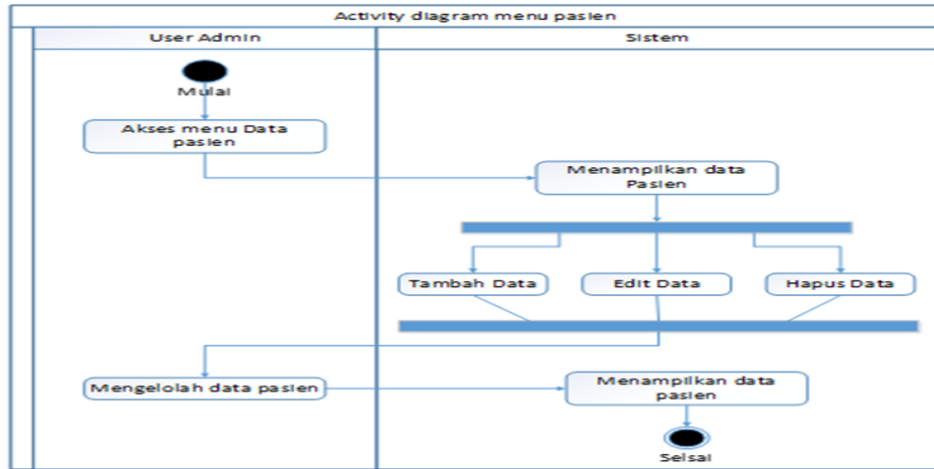 Activity diagram menu pasien
User Admin
Sistem
Mulai
Akses menu Data
pasien
Menampilkan data
Pasien
Tambah Data
Edit Data
Hapus Data
Mengelolah data pasien
Menampilkan data
pasien
Selsai